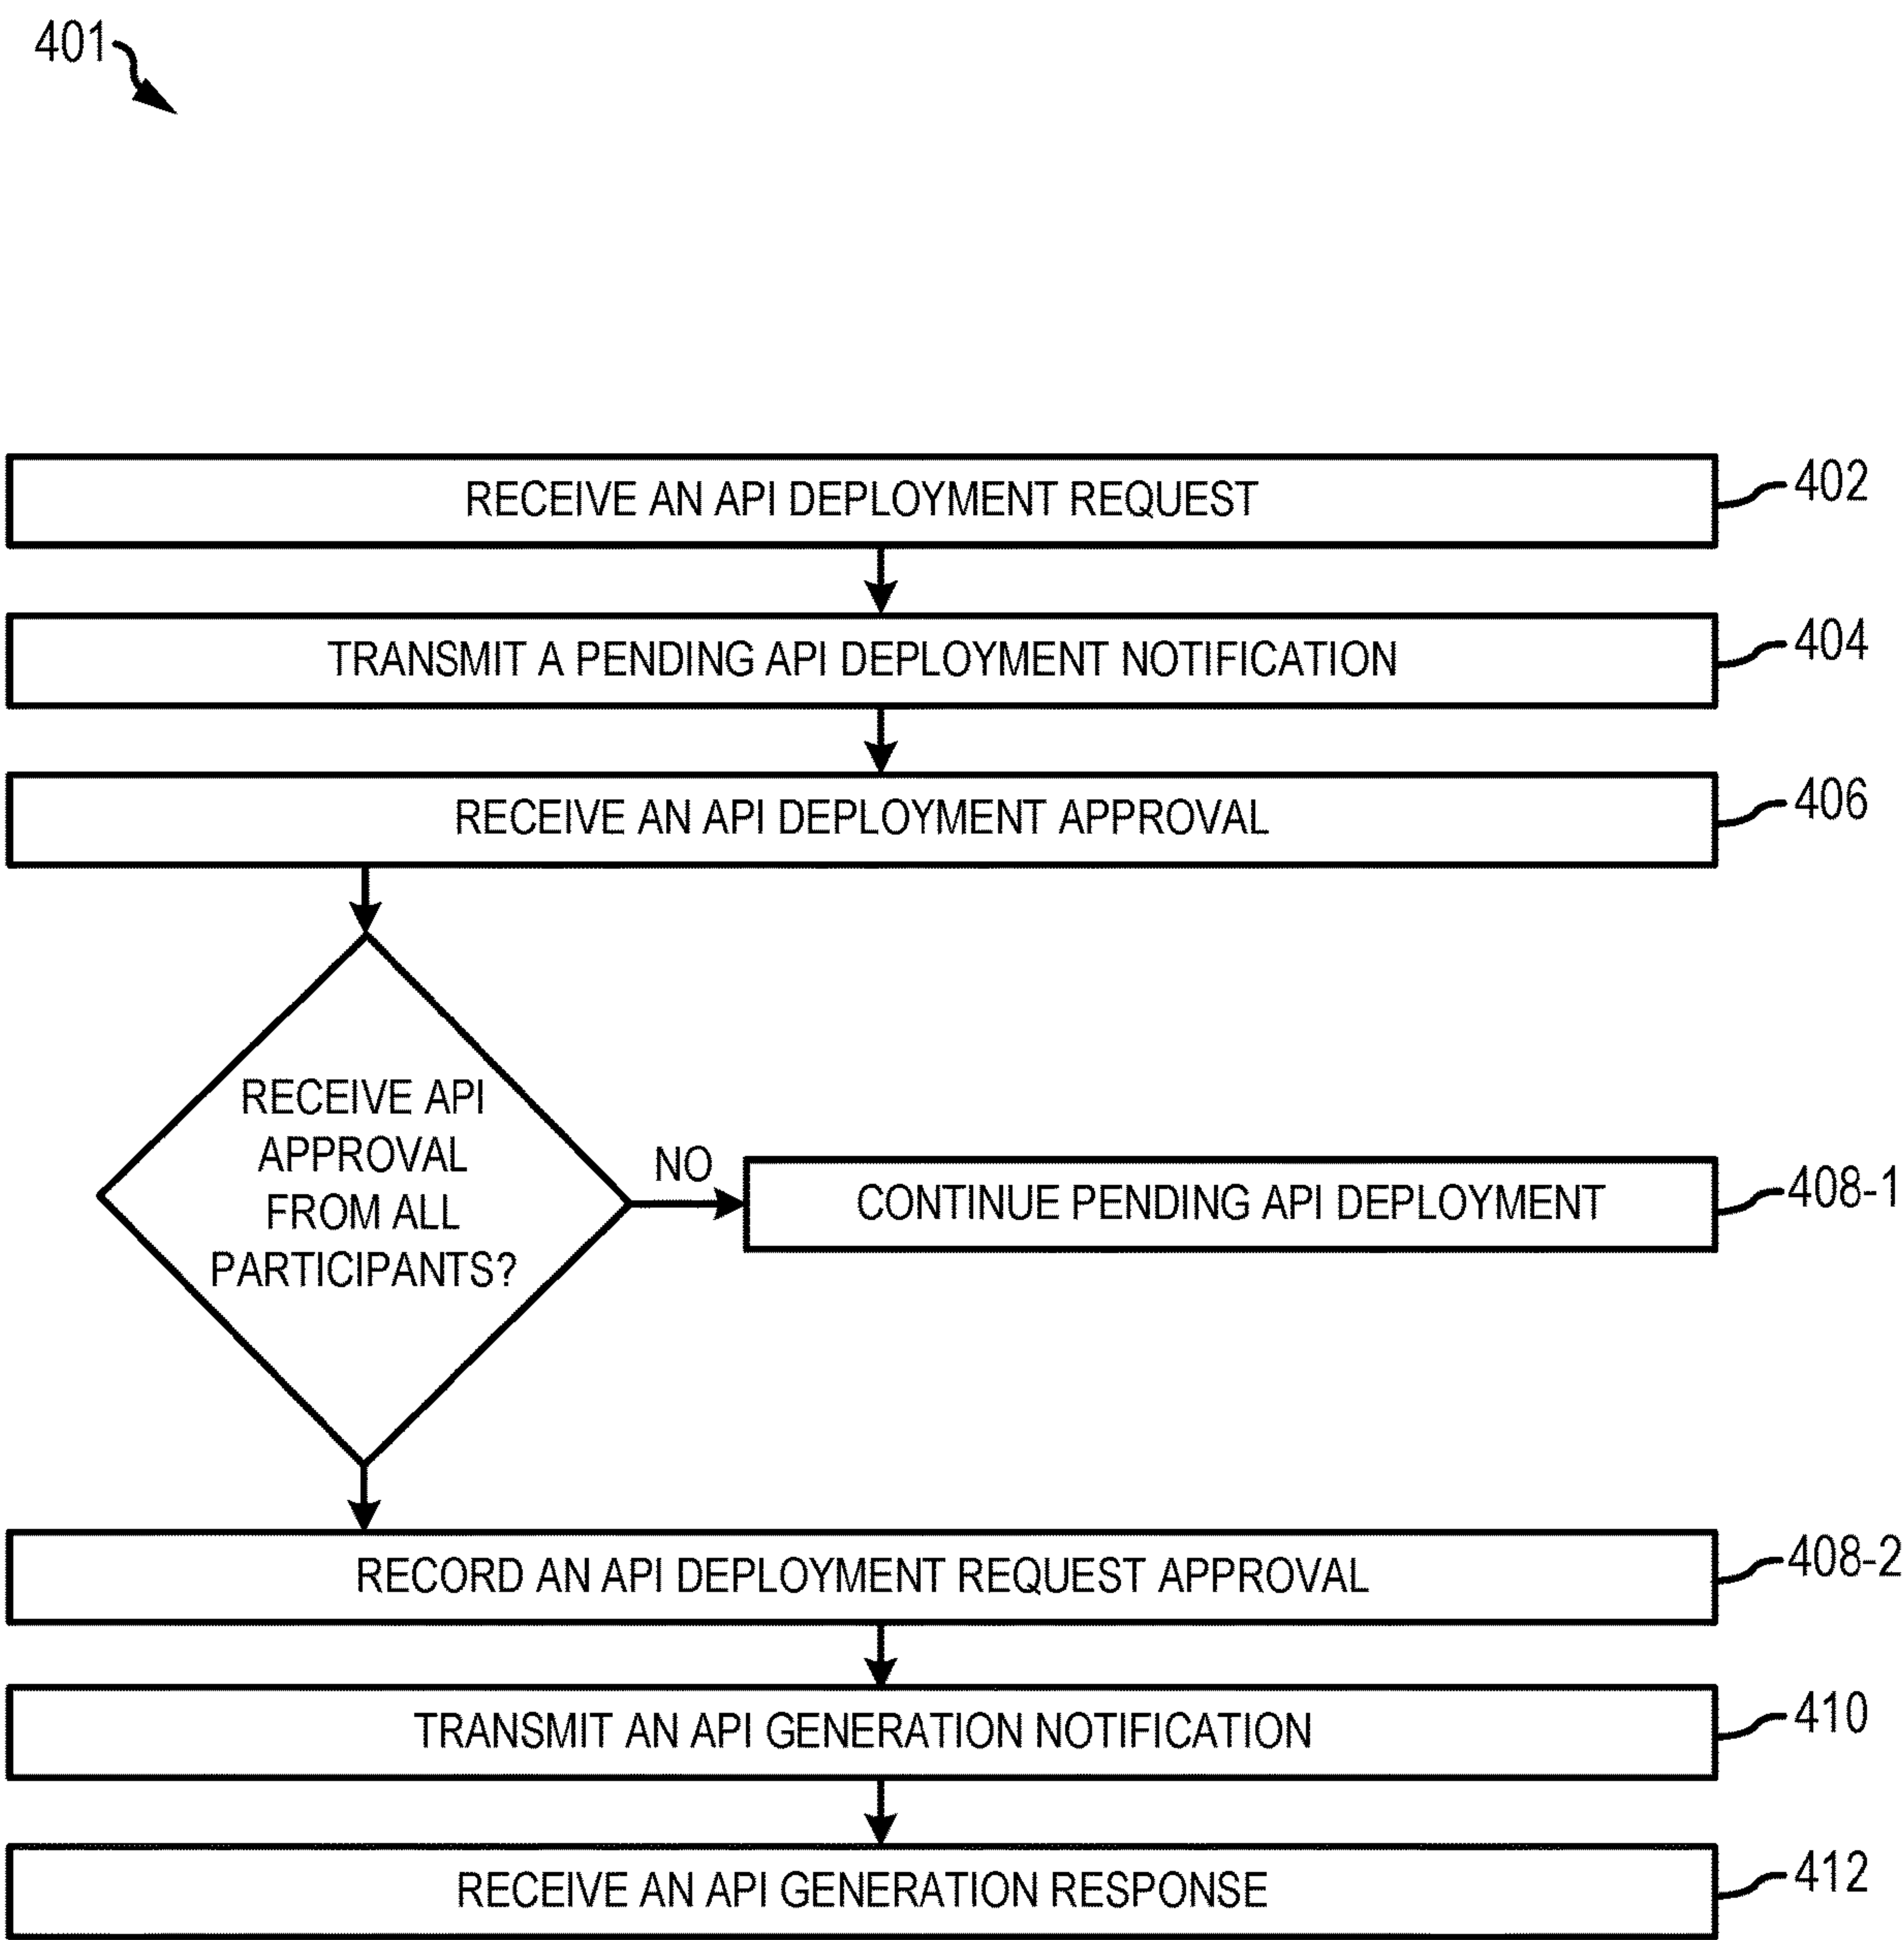 401
RECEIVE AN API DEPLOYMENT REQUEST
402
TRANSMIT A PENDING API DEPLOYMENT NOTIFICATION
404
RECEIVE AN API DEPLOYMENT APPROVAL
406
RECEIVE API
APPROVAL
FROM ALL
PARTICIPANTS?
NO
CONTINUE PENDING API DEPLOYMENT
408-1
RECORD AN API DEPLOYMENT REQUEST APPROVAL
408-2
TRANSMIT AN API GENERATION NOTIFICATION
410
RECEIVE AN API GENERATION RESPONSE
412